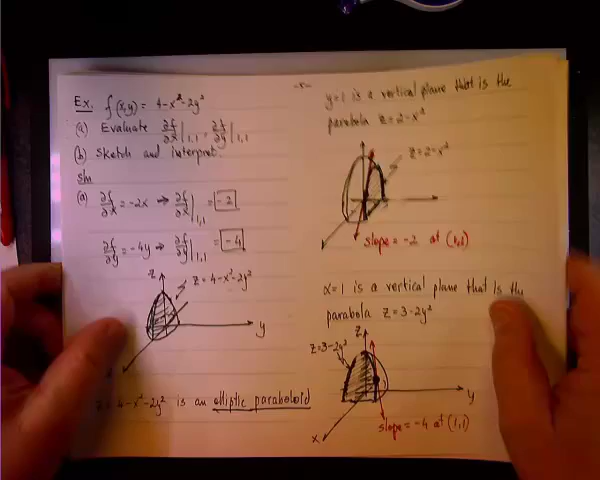 Ex. f(x,y) = 4-x²-2y²
(a) Evaluate ∂f/∂x|1,1, ∂f/∂y|1,1
(b) Sketch and interpret.
Sln
(a) ∂f/∂x = -2x ⇒ ∂f/∂x|1,1 = -2
∂f/∂y = -4y ⇒ ∂f/∂y|1,1 = -4
z
z = 4-x²-2y²
y
z = 4-x²-2y² is an elliptic paraboloid
y=1 is a vertical plane that is the
parabola z=2-x²
z=2-x²
slope = -2 at (1,1)
x=1 is a vertical plane that is the
parabola z=3-2y²
z
z=3-2y²
y
x
slope = -4 at (1,1)